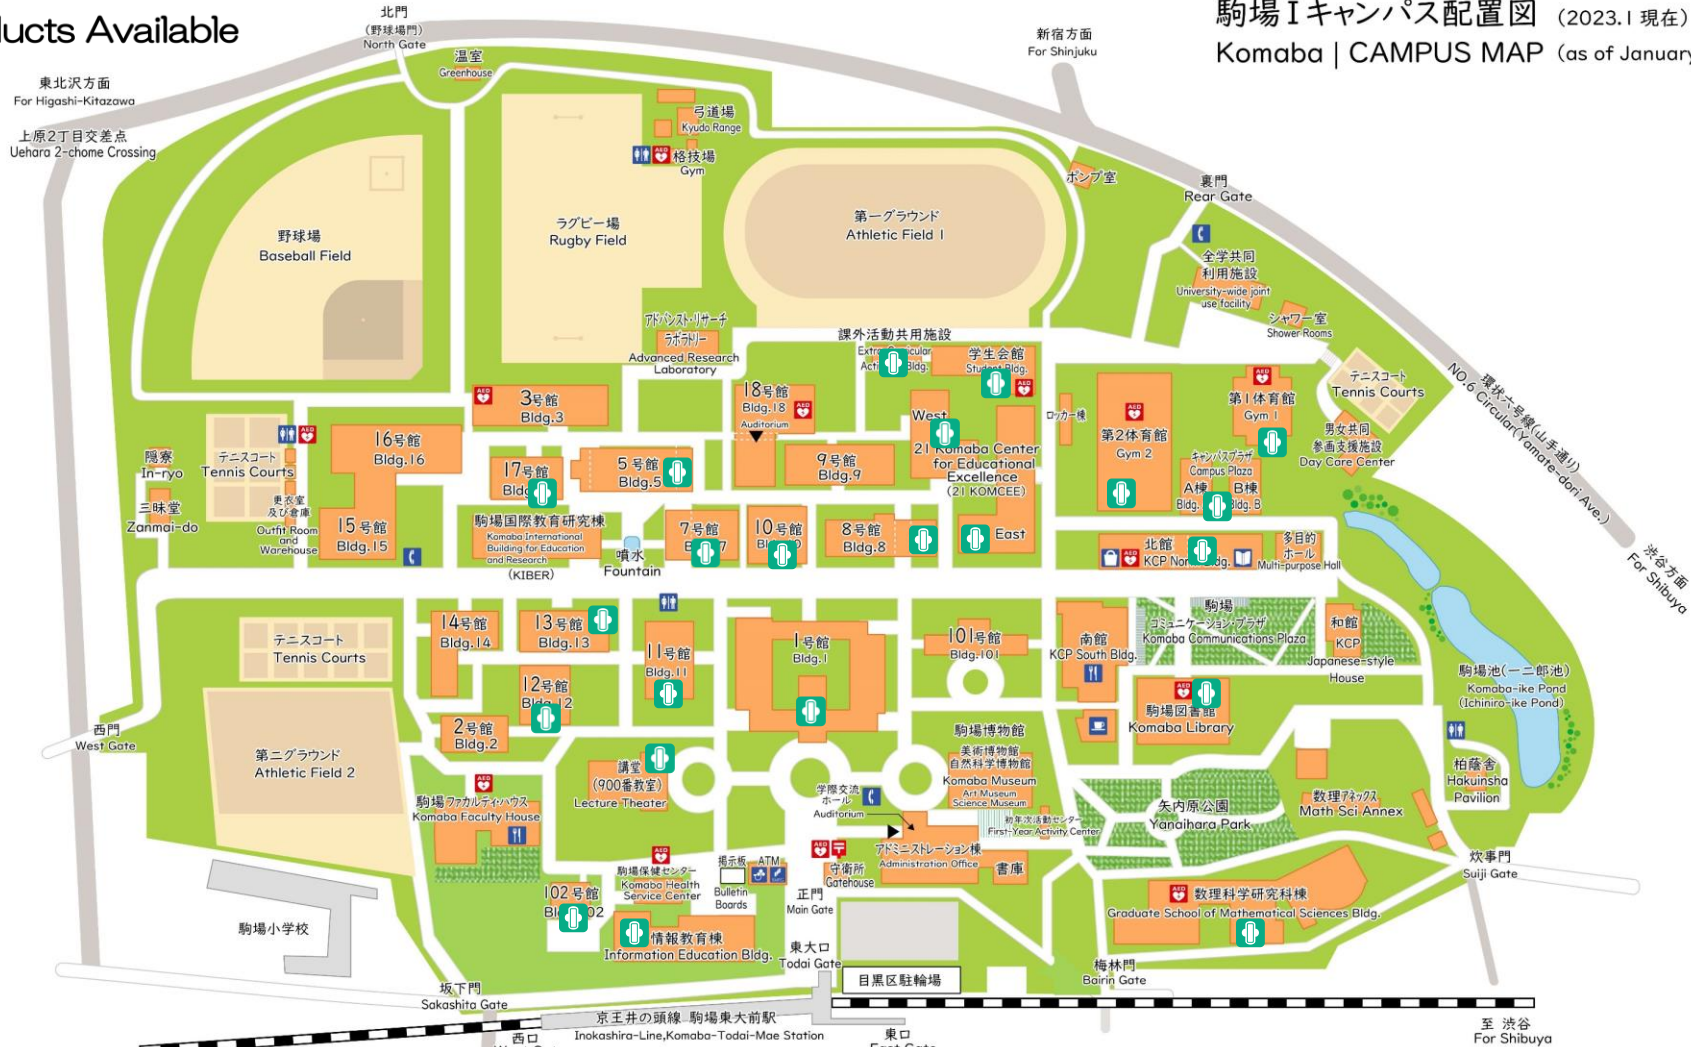 ducts Available
駒場Iキャンパス配置図 (2023.1 現在)
Komaba | CAMPUS MAP (as of January
北門
(野球場門)
North Gate
温室
Greenhouse
新宿方面
For Shinjuku
東北沢方面
For Higashi-Kitazawa
上原2丁目交差点
Uehara 2-chome Crossing
弓道場
Kyudo Range
AED
格技場
Gym
ポンプ室
裏門
Rear Gate
野球場
Baseball Field
ラグビー場
Rugby Field
第一グラウンド
Athletic Field 1
全学共同
利用施設
University-wide joint
use facility
シャワー室
Shower Rooms
アドバンスト・リサーチ
ラボラトリー
Advanced Research
Laboratory
課外活動共用施設
学生会館
環状六号線(山手通り)
NO.6 Circular(Yamate-dori Ave.)
テニスコート
Tennis Courts
AED
3号館
Bldg.3
18号館
Bldg.18
AED
Auditorium
AED
West
21 Komaba Center
for Educational
Excellence
(21 KOMCEE)
East
ロッカー棟
AED
第2体育館
Gym 2
AED
第1体育館
Gym 1
男女共同
参画支援施設
Day Care Center
キャンパスプラザ
Campus Plaza
A棟
B棟
Bldg.
Bldg. B
隠寮
In-ryo
三昧堂
Zanmai-do
テニスコート
Tennis Courts
AED
更衣室
及び倉庫
Outfit Room
and
Warehouse
16号館
Bldg.16
15号館
Bldg.15
17号館
5号館
Bldg.5
9号館
Bldg.9
駒場国際教育研究棟
Komaba International
Building for Education
and Research
(KIBER)
噴水
Fountain
7号館
10号館
8号館
Bldg.8
AED
北館
多目的
ホール
Multi-purpose Hall
渋谷方面
For Shibuya
テニスコート
Tennis Courts
14号館
Bldg.14
13号館
Bldg.13
11号館
Bldg.11
1号館
Bldg.1
101号館
Bldg.101
南館
KCP South Bldg.
駒場
コミュニケーション・プラザ
Komaba Communications Plaza
和館
KCP
Japanese-style
House
12号館
2号館
Bldg.2
AED
駒場図書館
Komaba Library
駒場池(一二郎池)
Komaba-ike Pond
(Ichiniro-ike Pond)
西門
West Gate
第二グラウンド
Athletic Field 2
講堂
(900番教室)
Lecture Theater
駒場博物館
美術博物館
自然科学博物館
Komaba Museum
Art Museum
Science Museum
柏蔭舎
Hakuinsha
Pavilion
AED
駒場ファカルティハウス
Komaba Faculty House
学際交流
ホール
Auditorium
初年次活動センター
First-Year Activity Center
矢内原公園
Yanaihara Park
数理アネックス
Math Sci Annex
AED
駒場保健センター
Komaba Health
Service Center
掲示板
Bulletin
Boards
ATM
AED
守衛所
Gatehouse
正門
Main Gate
アドミニストレーション棟
Administration Office
書庫
炊事門
Suiji Gate
AED
数理科学研究科棟
Graduate School of Mathematical Sciences Bldg.
102号館
情報教育棟
Information Education Bldg.
駒場小学校
東大口
Todai Gate
目黒区駐輪場
梅林門
Bairin Gate
坂下門
Sakashita Gate
京王井の頭線 駒場東大前駅
Inokashira-Line,Komaba-Todai-Mae Station
西口
東口
至 渋谷
For Shibuya